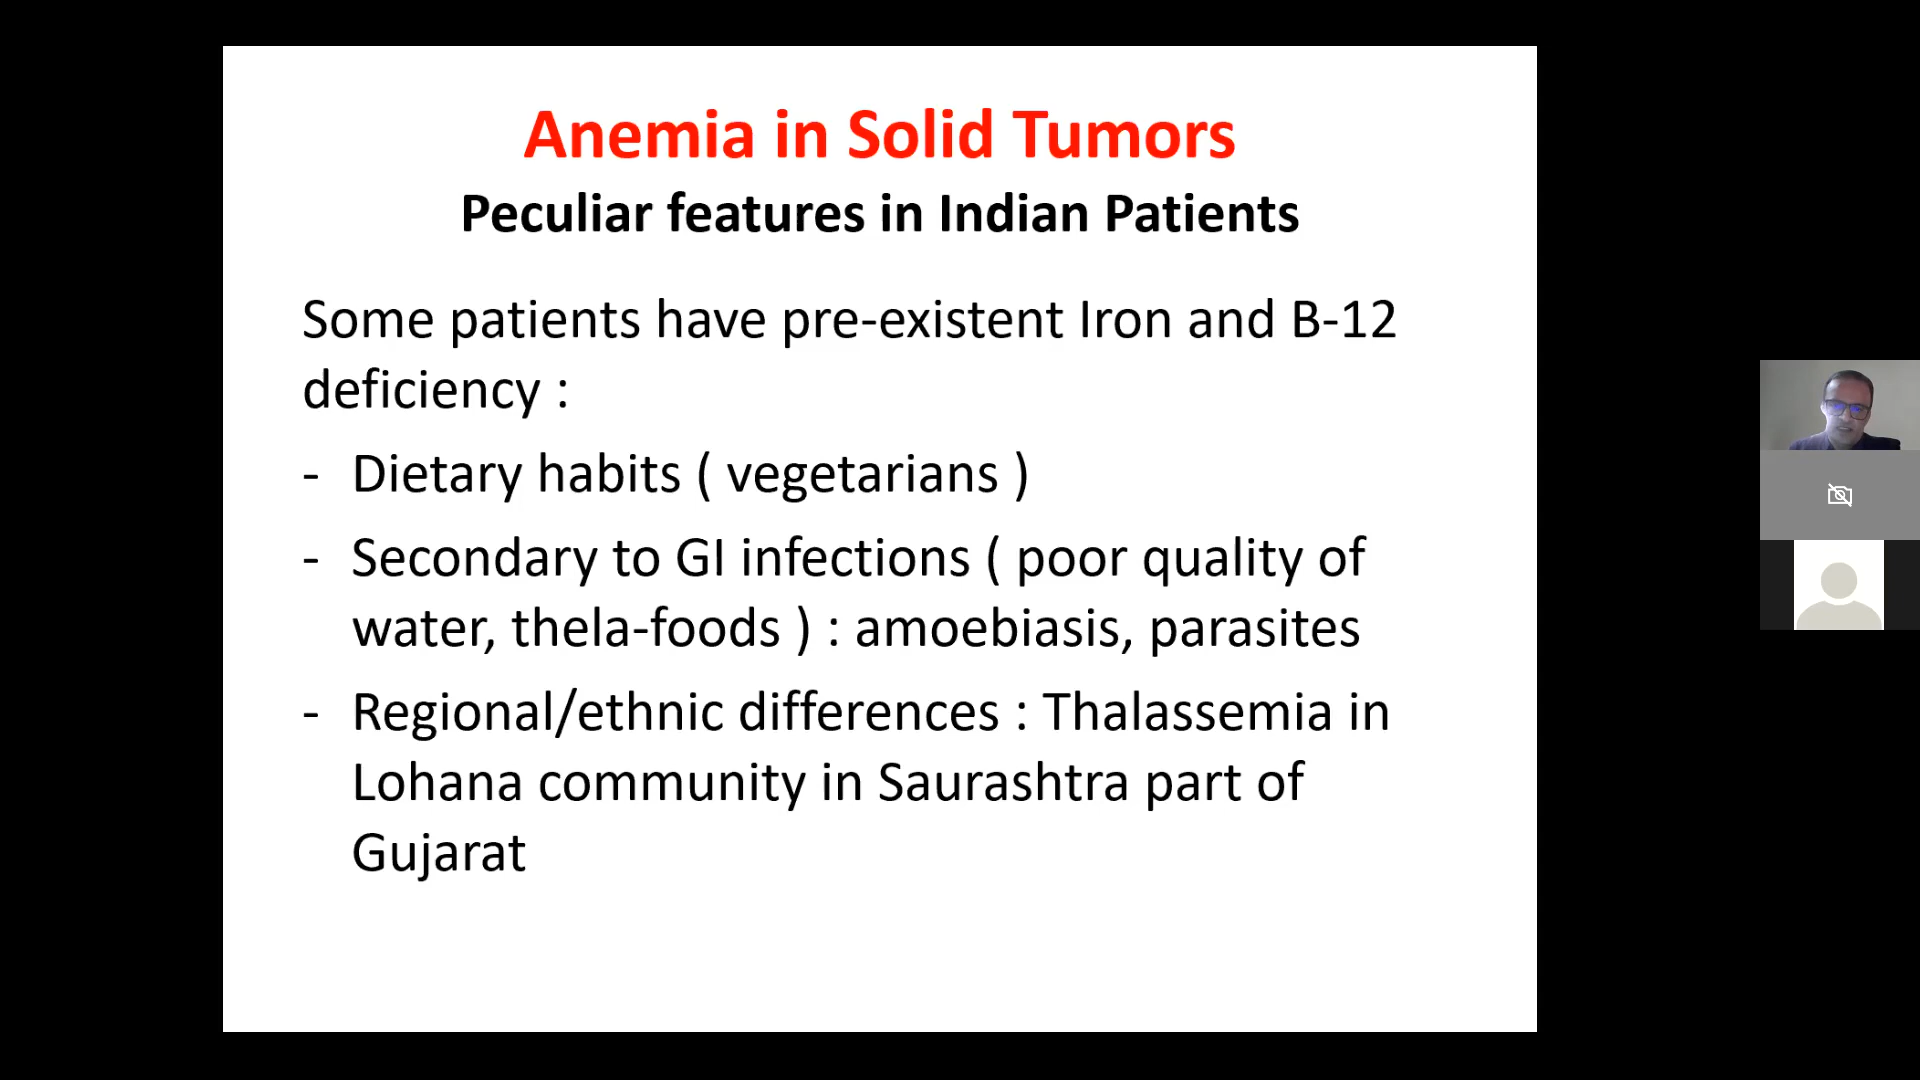 Anemia in Solid Tumors
Peculiar features in Indian Patients
Some patients have pre-existent Iron and B-12
deficiency :
- Dietary habits ( vegetarians )
- Secondary to GI infections ( poor quality of
water, thela-foods ) : amoebiasis, parasites
- Regional/ethnic differences : Thalassemia in
Lohana community in Saurashtra part of
Gujarat